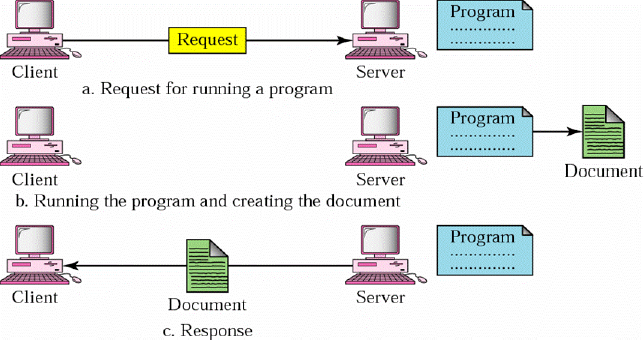 Program
Request
Client
Server
a. Request for running a program
Program
Client
Server
Document
b. Running the program and creating the document
Program
Client
Document
Server
c. Response